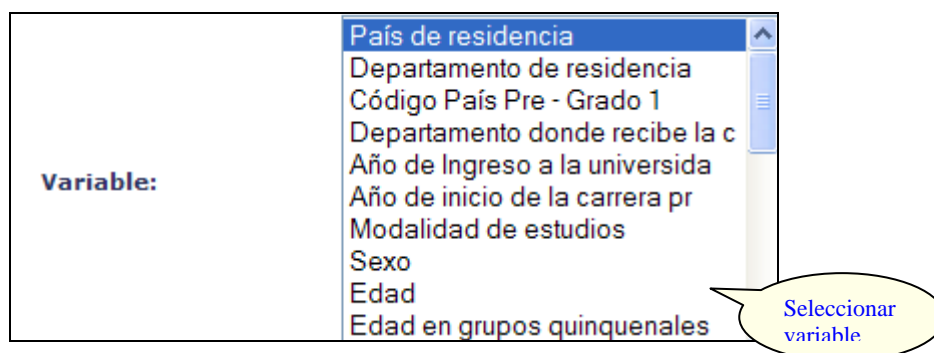 País de residencia
Departamento de residencia
Código País Pre - Grado 1
Departamento donde recibe la c
Año de Ingreso a la universida
Variable:
Año de inicio de la carrera pr
Modalidad de estudios
Sexo
Edad
Edad en grupos quinquenales
Seleccionar
variable